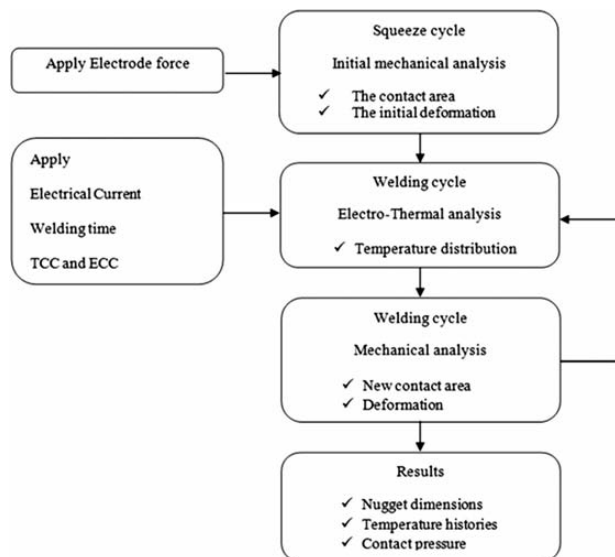 Apply Electrode force
Squeeze cycle
Initial mechanical analysis
✓ The contact area
✓ The initial deformation
Apply
Electrical Current
Welding time
TCC and ECC
Welding cycle
Electro-Thermal analysis
✓ Temperature distribution
Welding cycle
Mechanical analysis
✓ New contact area
✓ Deformation
Results
✓ Nugget dimensions
✓ Temperature histories
✓ Contact pressure